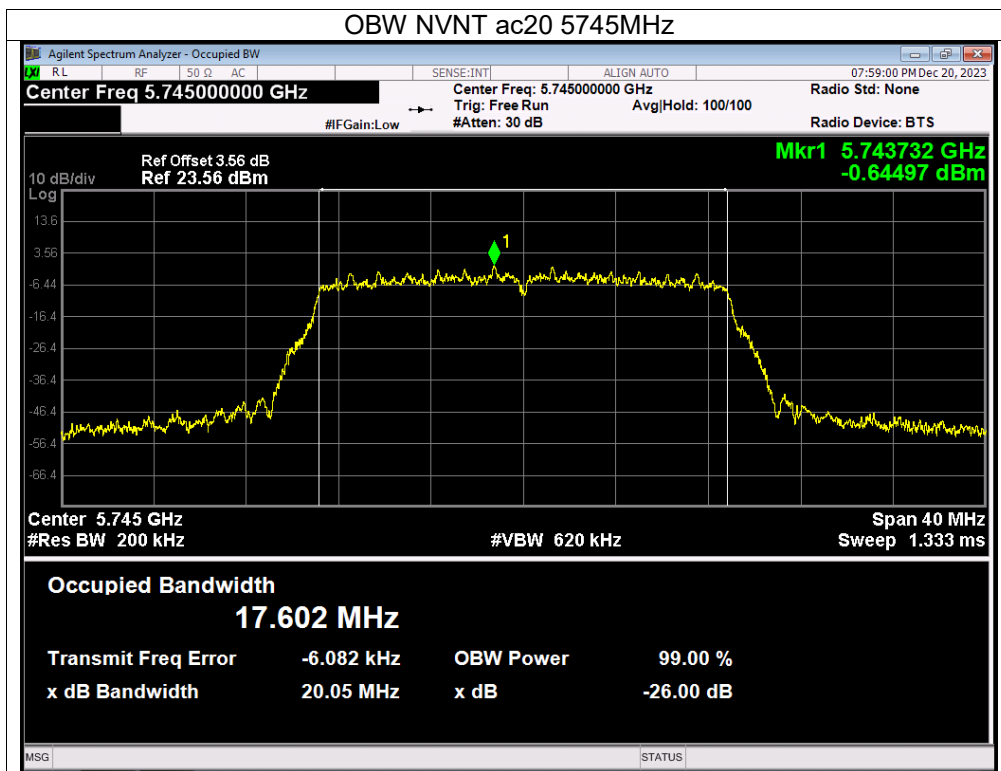 OBW NVNT ac20 5745MHz
Agilent Spectrum Analyzer - Occupied BW
LXI RL RF 50 Ω AC SENSE:INT ALIGN AUTO 07:59:00 PM Dec 20, 2023
Center Freq 5.745000000 GHz Center Freq: 5.745000000 GHz Radio Std: None
Trig: Free Run Avg|Hold: 100/100
#IFGain:Low #Atten: 30 dB Radio Device: BTS
Mkr1 5.743732 GHz
Ref Offset 3.56 dB
-0.64497 dBm
10 dB/div Ref 23.56 dBm
Log
13.6
1
3.56
-6.44
-16.4
-26.4
-36.4
-46.4
-56.4
-66.4
Center 5.745 GHz Span 40 MHz
#Res BW 200 kHz #VBW 620 kHz Sweep 1.333 ms
Occupied Bandwidth
17.602 MHz
Transmit Freq Error -6.082 kHz OBW Power 99.00 %
x dB Bandwidth 20.05 MHz x dB -26.00 dB
MSG STATUS